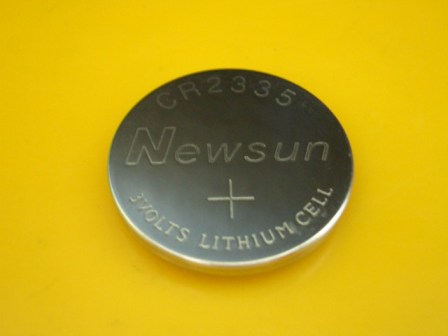 CR2335
Newsun
+
3VOLTS LITHIUM CELL